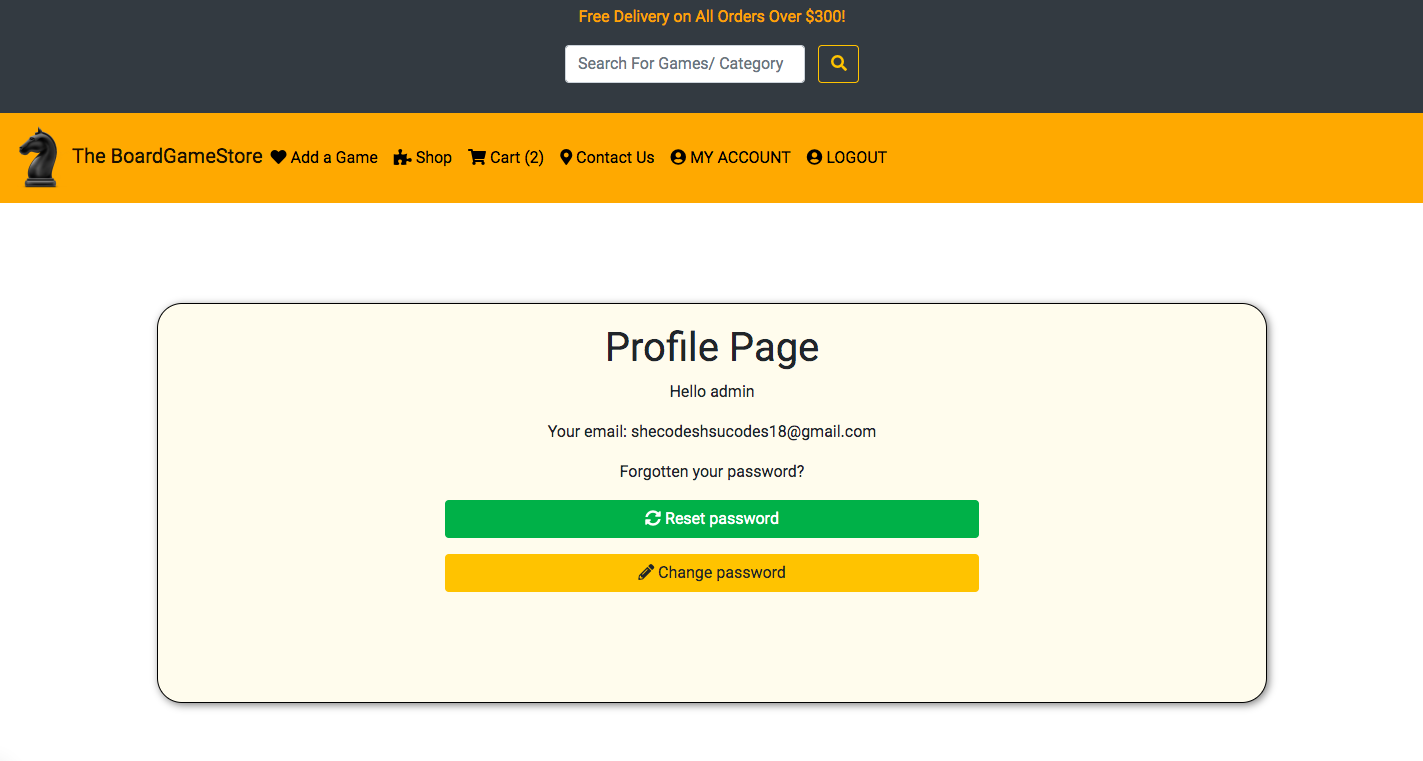 Free Delivery on All Orders Over $300!
Search For Games/ Category
The BoardGameStore Add a Game Shop Cart (2) Contact Us MY ACCOUNT LOGOUT
Profile Page
Hello admin
Your email: shecodeshsucodes18@gmail.com
Forgotten your password?
Reset password
Change password